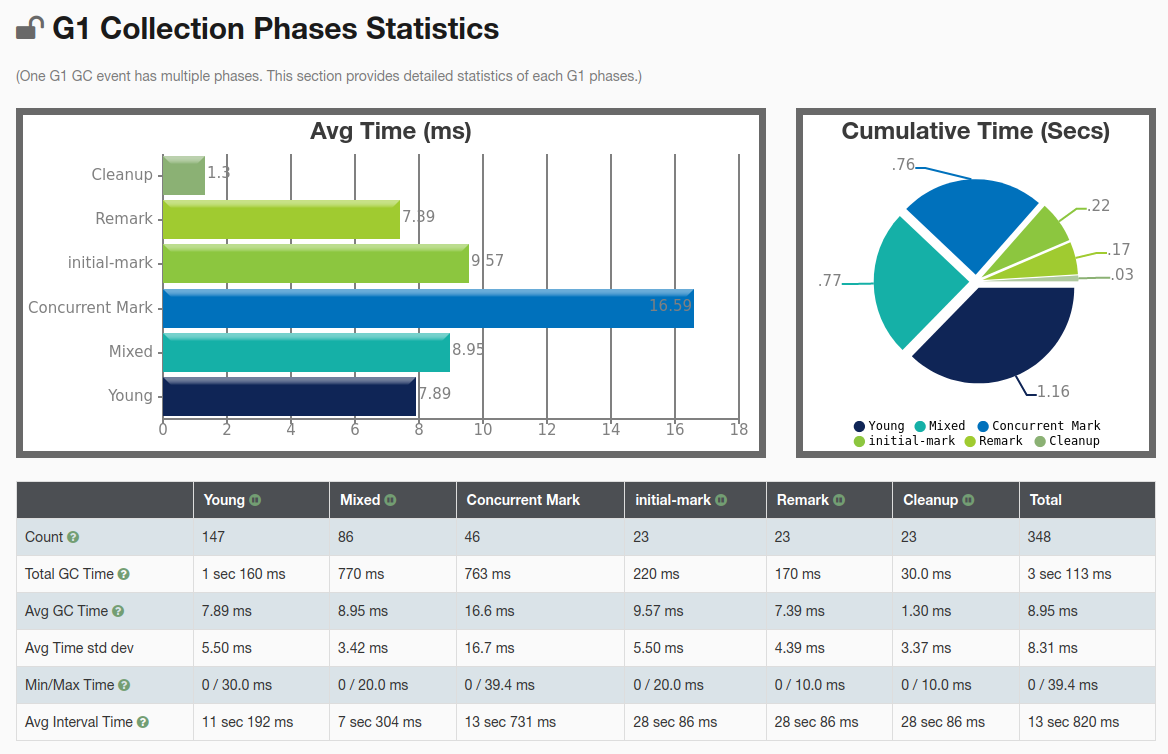 G1 Collection Phases Statistics
(One G1 GC event has multiple phases. This section provides detailed statistics of each G1 phases.)
Avg Time (ms)
Cleanup 1.3
Remark 7.39
initial-mark 9.57
Concurrent Mark 16.59
Mixed 8.95
Young 7.89
0 2 4 6 8 10 12 14 16 18
Cumulative Time (Secs)
.76
.22
.17
.03
.77
1.16
Young Mixed Concurrent Mark
initial-mark Remark Cleanup
Young Mixed Concurrent Mark initial-mark Remark Cleanup Total
Count 147 86 46 23 23 23 348
Total GC Time 1 sec 160 ms 770 ms 763 ms 220 ms 170 ms 30.0 ms 3 sec 113 ms
Avg GC Time 7.89 ms 8.95 ms 16.6 ms 9.57 ms 7.39 ms 1.30 ms 8.95 ms
Avg Time std dev 5.50 ms 3.42 ms 16.7 ms 5.50 ms 4.39 ms 3.37 ms 8.31 ms
Min/Max Time 0 / 30.0 ms 0 / 20.0 ms 0 / 39.4 ms 0 / 20.0 ms 0 / 10.0 ms 0 / 10.0 ms 0 / 39.4 ms
Avg Interval Time 11 sec 192 ms 7 sec 304 ms 13 sec 731 ms 28 sec 86 ms 28 sec 86 ms 28 sec 86 ms 13 sec 820 ms